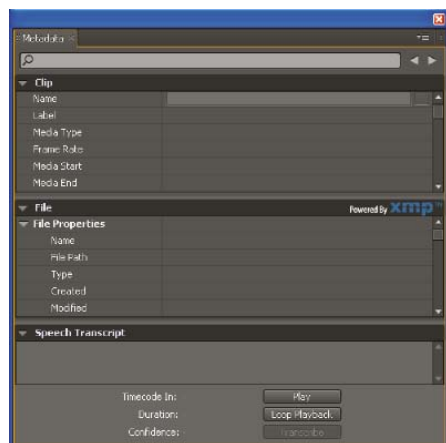 Metadata
Clip
Name
Label
Media Type
Frame Rate
Media Start
Media End
File
Powered By xmp
File Properties
Name
File Path
Type
Created
Modified
Speech Transcript
Timecode In: Play
Duration: Loop Playback
Confidence: Transcribe